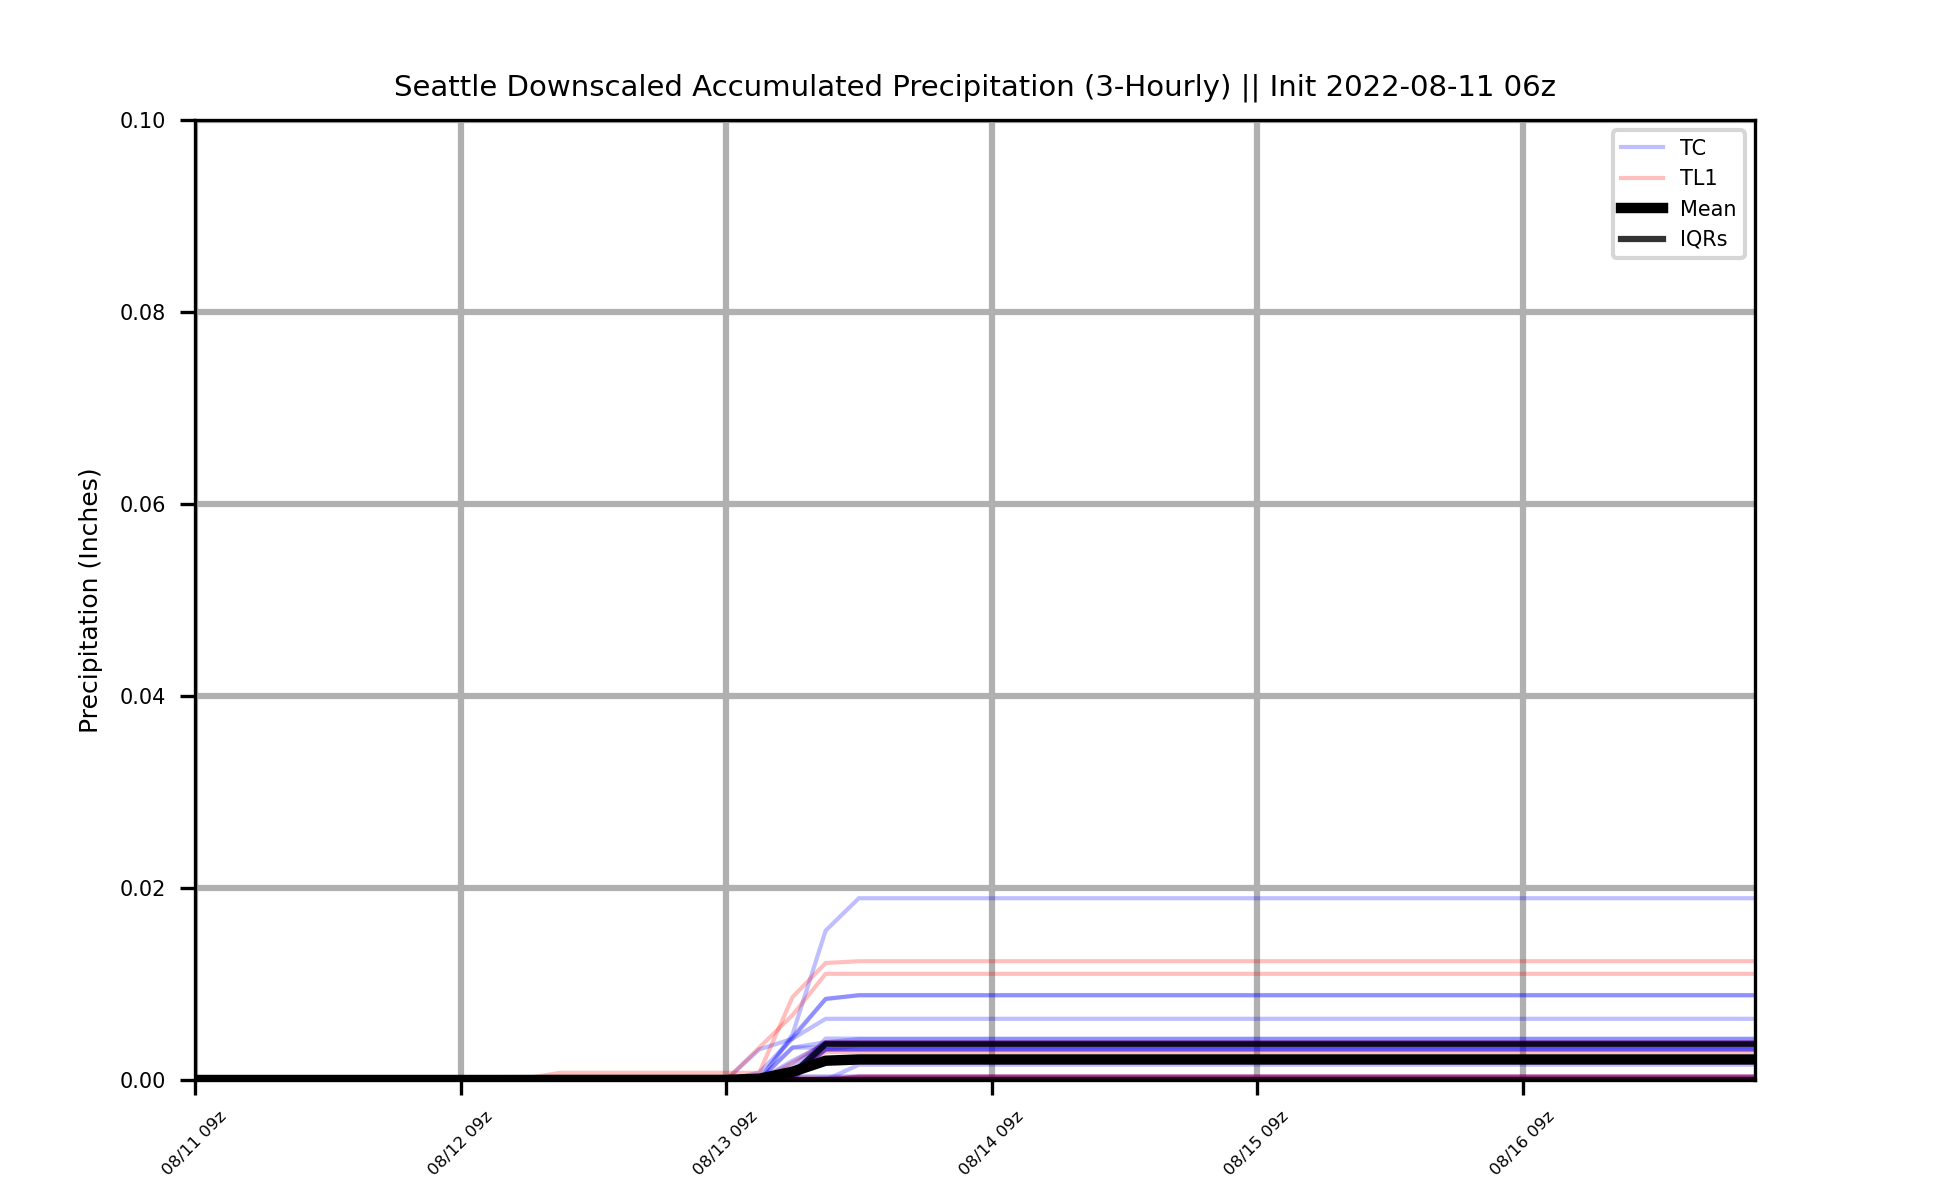 Seattle Downscaled Accumulated Precipitation (3-Hourly) || Init 2022-08-11 06z
0.10
0.08
0.06
0.04
0.02
0.00
Precipitation (Inches)
TC
TL1
Mean
IQRs
08/11 09z
08/12 09z
08/13 09z
08/14 09z
08/15 09z
08/16 09z